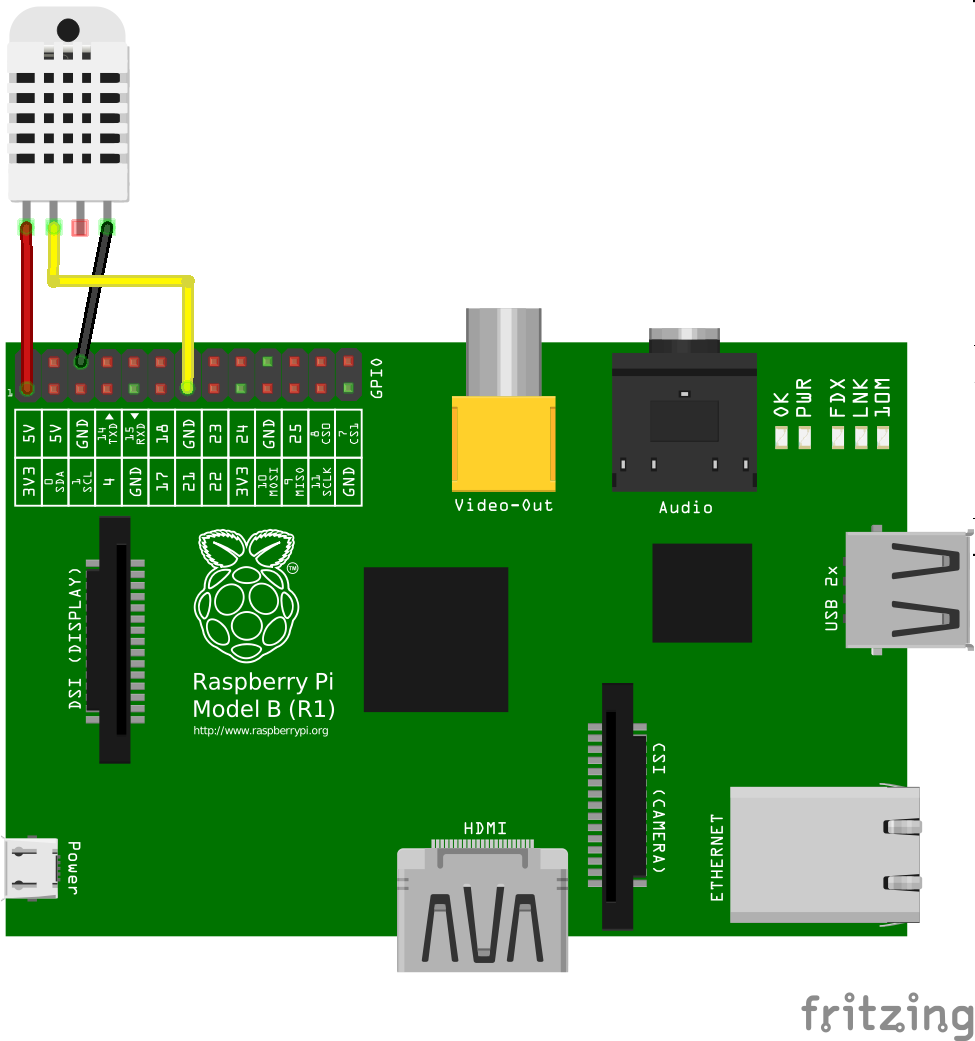 GPIO
1
5V 5V GND 14 TXD 15 RXD 18 GND 23 24 GND 25 8 CS0 7 CS1
3V3 0 SDA 1 SCL 4 GND 17 21 22 3V3 10 MOSI 9 MISO 11 SCLK GND
Video-Out
Audio
OK
PWR
FDX
LNK
10M
USB 2x
DSI (DISPLAY)
TM
Raspberry Pi
Model B (R1)
http://www.raspberrypi.org
CSI (CAMERA)
HDMI
ETHERNET
Power
fritzing